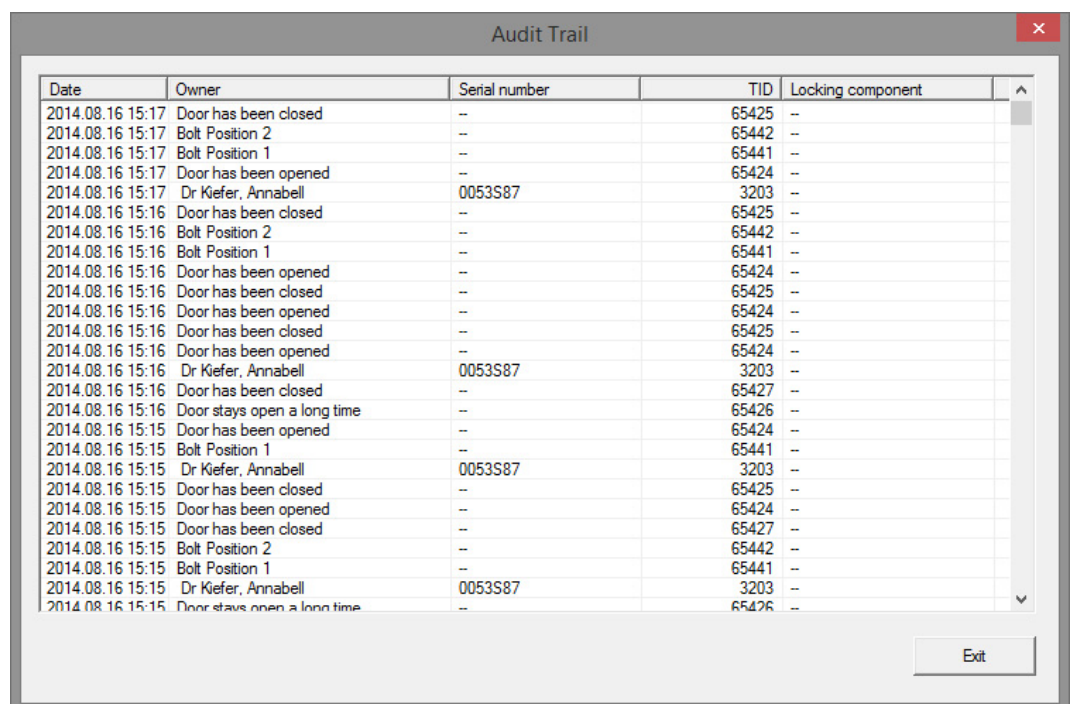 Audit Trail
Date Owner Serial number TID Locking component
2014.08.16 15:17 Door has been closed -- 65425 --
2014.08.16 15:17 Bolt Position 2 -- 65442 --
2014.08.16 15:17 Bolt Position 1 -- 65441 --
2014.08.16 15:17 Door has been opened -- 65424 --
2014.08.16 15:17 Dr Kiefer, Annabell 0053S87 3203 --
2014.08.16 15:16 Door has been closed -- 65425 --
2014.08.16 15:16 Bolt Position 2 -- 65442 --
2014.08.16 15:16 Bolt Position 1 -- 65441 --
2014.08.16 15:16 Door has been opened -- 65424 --
2014.08.16 15:16 Door has been closed -- 65425 --
2014.08.16 15:16 Door has been opened -- 65424 --
2014.08.16 15:16 Door has been closed -- 65425 --
2014.08.16 15:16 Door has been opened -- 65424 --
2014.08.16 15:16 Dr Kiefer, Annabell 0053S87 3203 --
2014.08.16 15:16 Door has been closed -- 65427 --
2014.08.16 15:16 Door stays open a long time -- 65426 --
2014.08.16 15:15 Door has been opened -- 65424 --
2014.08.16 15:15 Bolt Position 1 -- 65441 --
2014.08.16 15:15 Dr Kiefer, Annabell 0053S87 3203 --
2014.08.16 15:15 Door has been closed -- 65425 --
2014.08.16 15:15 Door has been opened -- 65424 --
2014.08.16 15:15 Door has been closed -- 65427 --
2014.08.16 15:15 Bolt Position 2 -- 65442 --
2014.08.16 15:15 Bolt Position 1 -- 65441 --
2014.08.16 15:15 Dr Kiefer, Annabell 0053S87 3203 --
2014.08.16 15:15 Door stays open a long time -- 65426 --
Exit